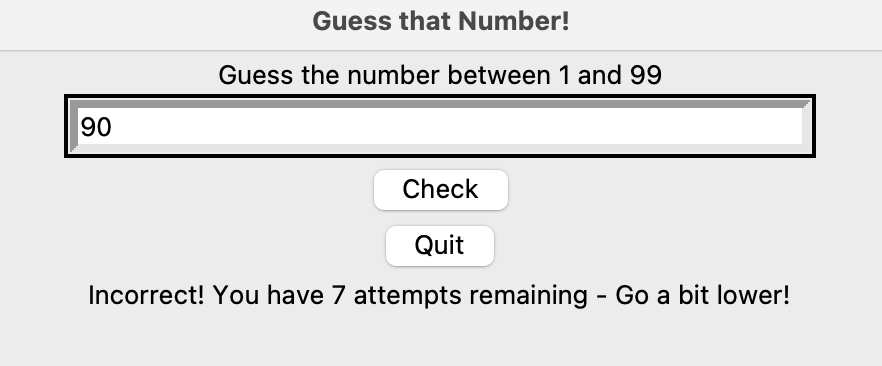 Guess that Number!
Guess the number between 1 and 99
90
Check
Quit
Incorrect! You have 7 attempts remaining - Go a bit lower!